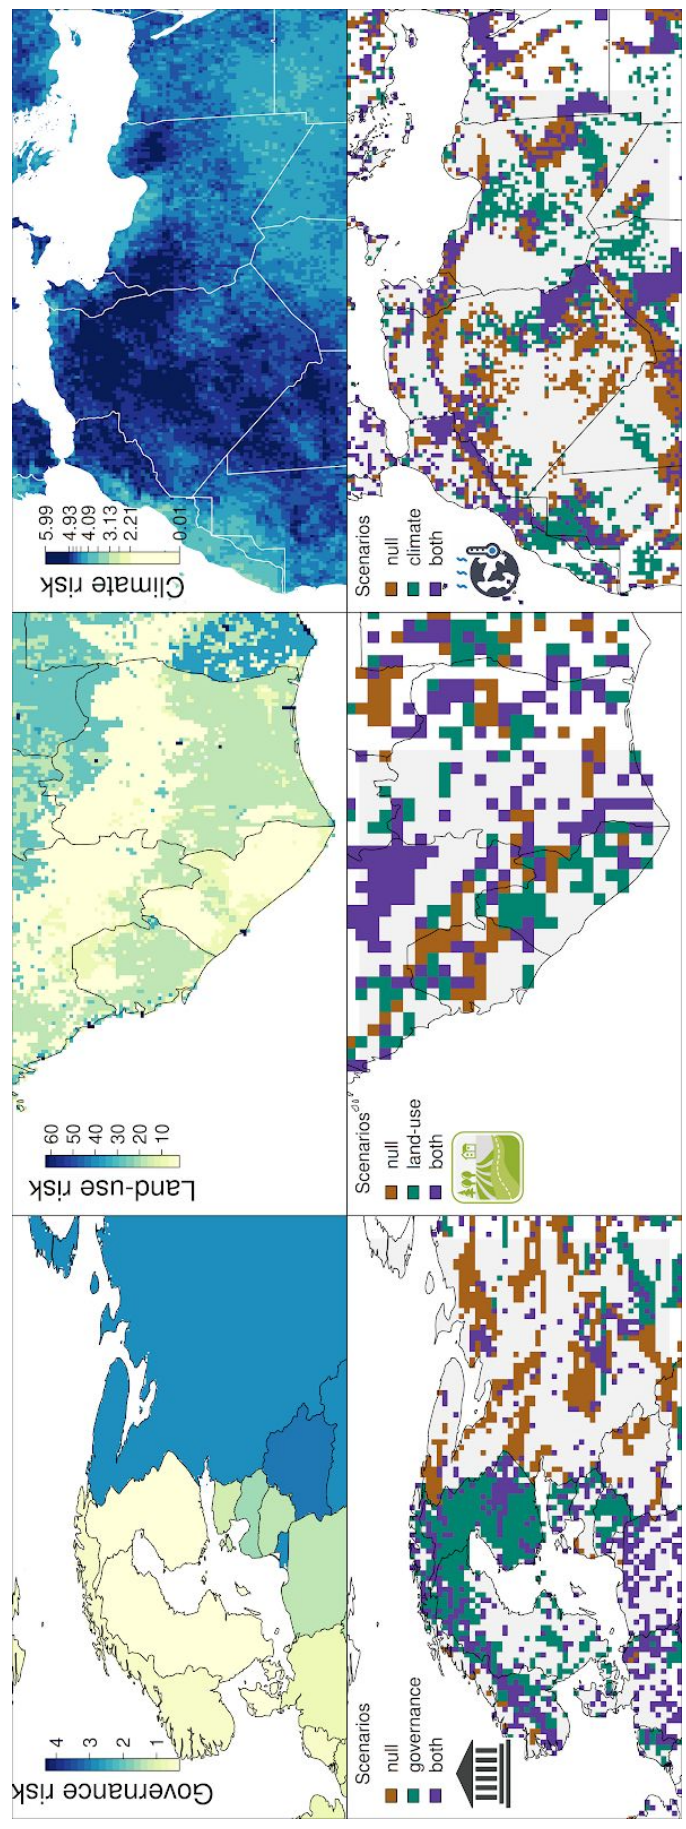 Governance risk
4
3
2
1
Scenarios
null
governance
both
Land-use risk
60
50
40
30
20
10
Scenarios
null
land-use
both
Climate risk
5.99
4.93
4.09
3.13
2.21
0.01
Scenarios
null
climate
both